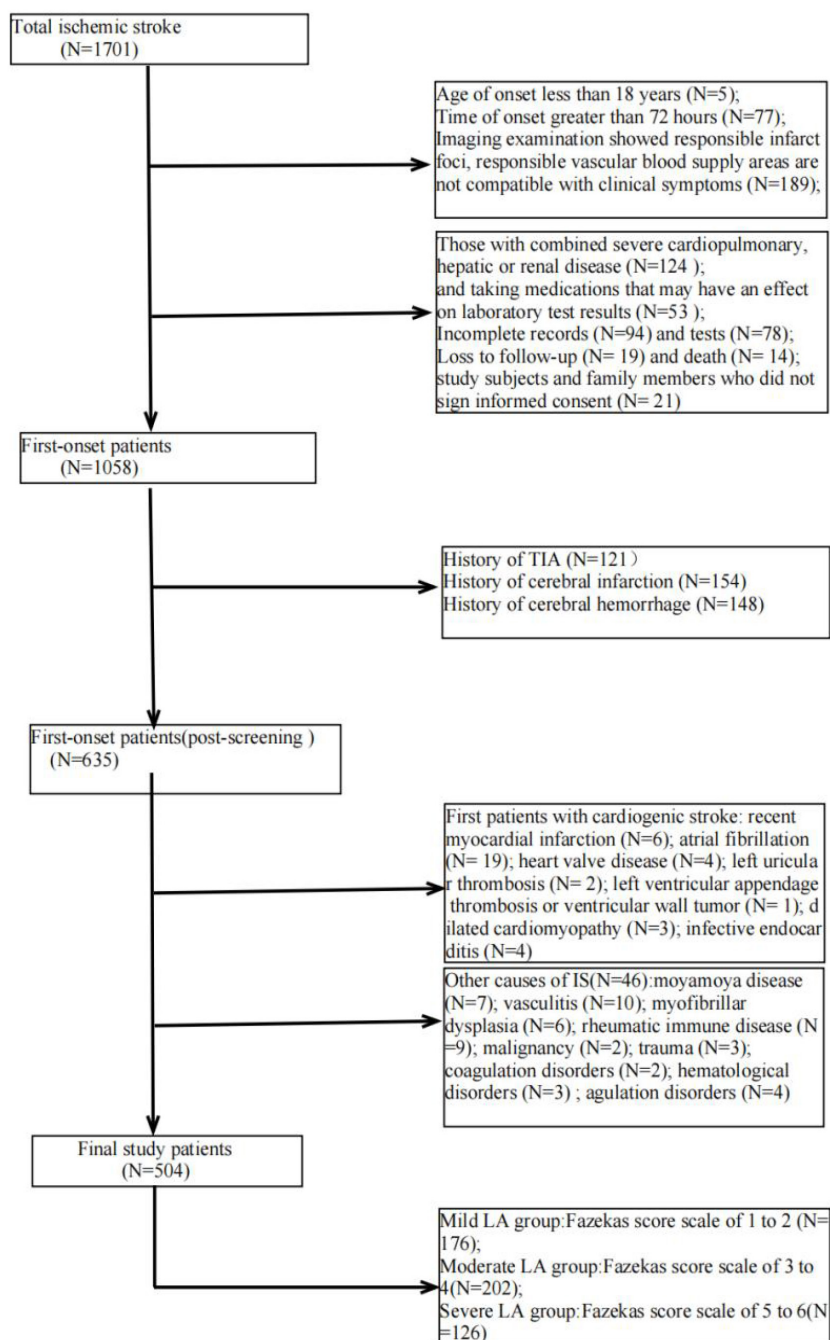 Total ischemic stroke
(N=1701)
Age of onset less than 18 years (N=5);
Time of onset greater than 72 hours (N=77);
Imaging examination showed responsible infarct
foci, responsible vascular blood supply areas are
not compatible with clinical symptoms (N=189);
Those with combined severe cardiopulmonary,
hepatic or renal disease (N=124 );
and taking medications that may have an effect
on laboratory test results (N=53 );
Incomplete records (N=94) and tests (N=78);
Loss to follow-up (N= 19) and death (N= 14);
study subjects and family members who did not
sign informed consent (N= 21)
First-onset patients
(N=1058)
History of TIA (N=121）
History of cerebral infarction (N=154)
History of cerebral hemorrhage (N=148)
First-onset patients(post-screening )
(N=635)
First patients with cardiogenic stroke: recent
myocardial infarction (N=6); atrial fibrillation
(N= 19); heart valve disease (N=4); left uricula
r thrombosis (N= 2); left ventricular appendage
thrombosis or ventricular wall tumor (N= 1); d
ilated cardiomyopathy (N=3); infective endocar
ditis (N=4)
Other causes of IS(N=46):moyamoya disease
(N=7); vasculitis (N=10); myofibrillar
dysplasia (N=6); rheumatic immune disease (N
=9); malignancy (N=2); trauma (N=3);
coagulation disorders (N=2); hematological
disorders (N=3) ; agulation disorders (N=4)
Final study patients
(N=504)
Mild LA group:Fazekas score scale of 1 to 2 (N=
176);
Moderate LA group:Fazekas score scale of 3 to
4(N=202);
Severe LA group:Fazekas score scale of 5 to 6(N
=126)